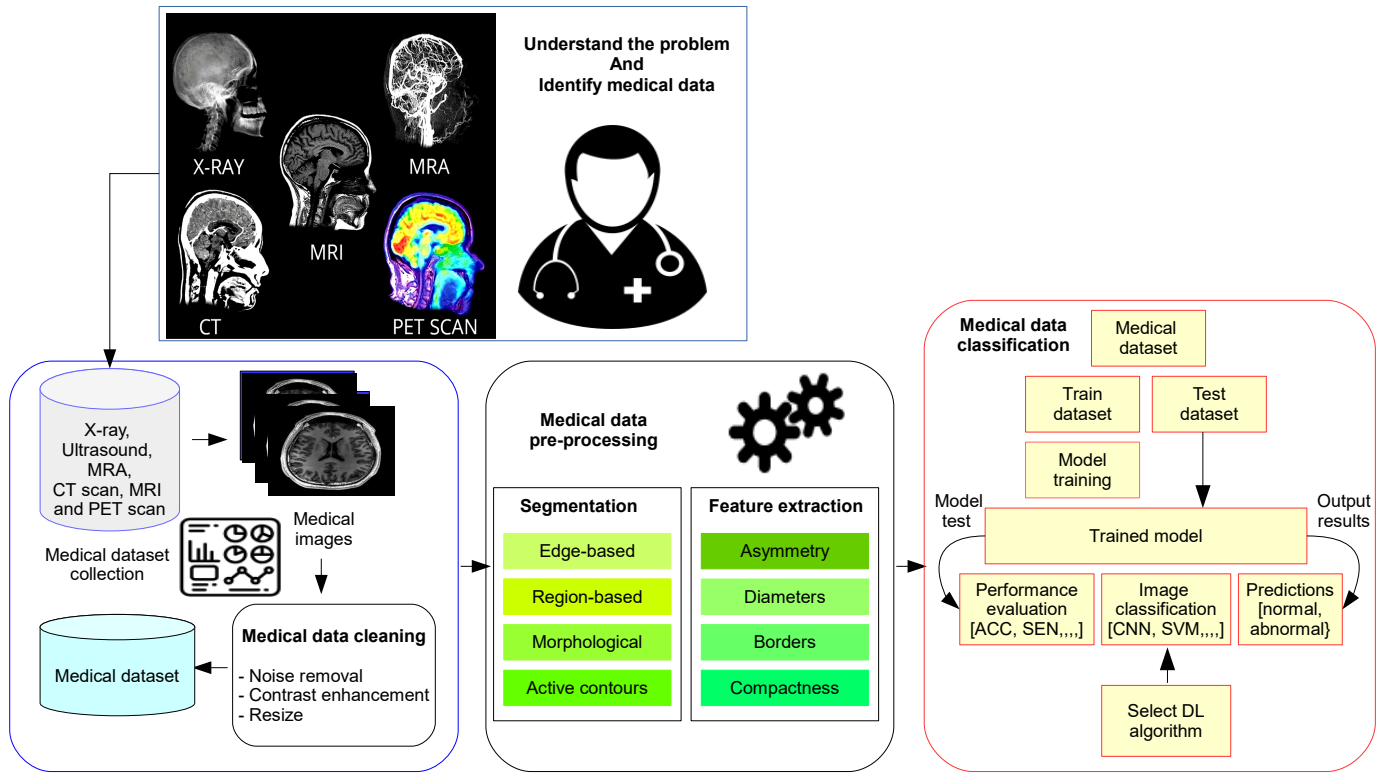 Understand the problem
And
Identify medical data
X-RAY
MRA
MRI
CT
PET SCAN
X-ray,
Ultrasound,
MRA,
CT scan, MRI
and PET scan
Medical dataset
collection
Medical
images
Medical data cleaning
- Noise removal
- Contrast enhancement
- Resize
Medical dataset
Medical data
pre-processing
Segmentation
Edge-based
Region-based
Morphological
Active contours
Feature extraction
Asymmetry
Diameters
Borders
Compactness
Medical data
classification
Medical
dataset
Train
dataset
Test
dataset
Model
training
Model
test
Output
results
Trained model
Performance
evaluation
[ACC, SEN,,,,]
Image
classification
[CNN, SVM,,,,]
Predictions
[normal,
abnormal}
Select DL
algorithm